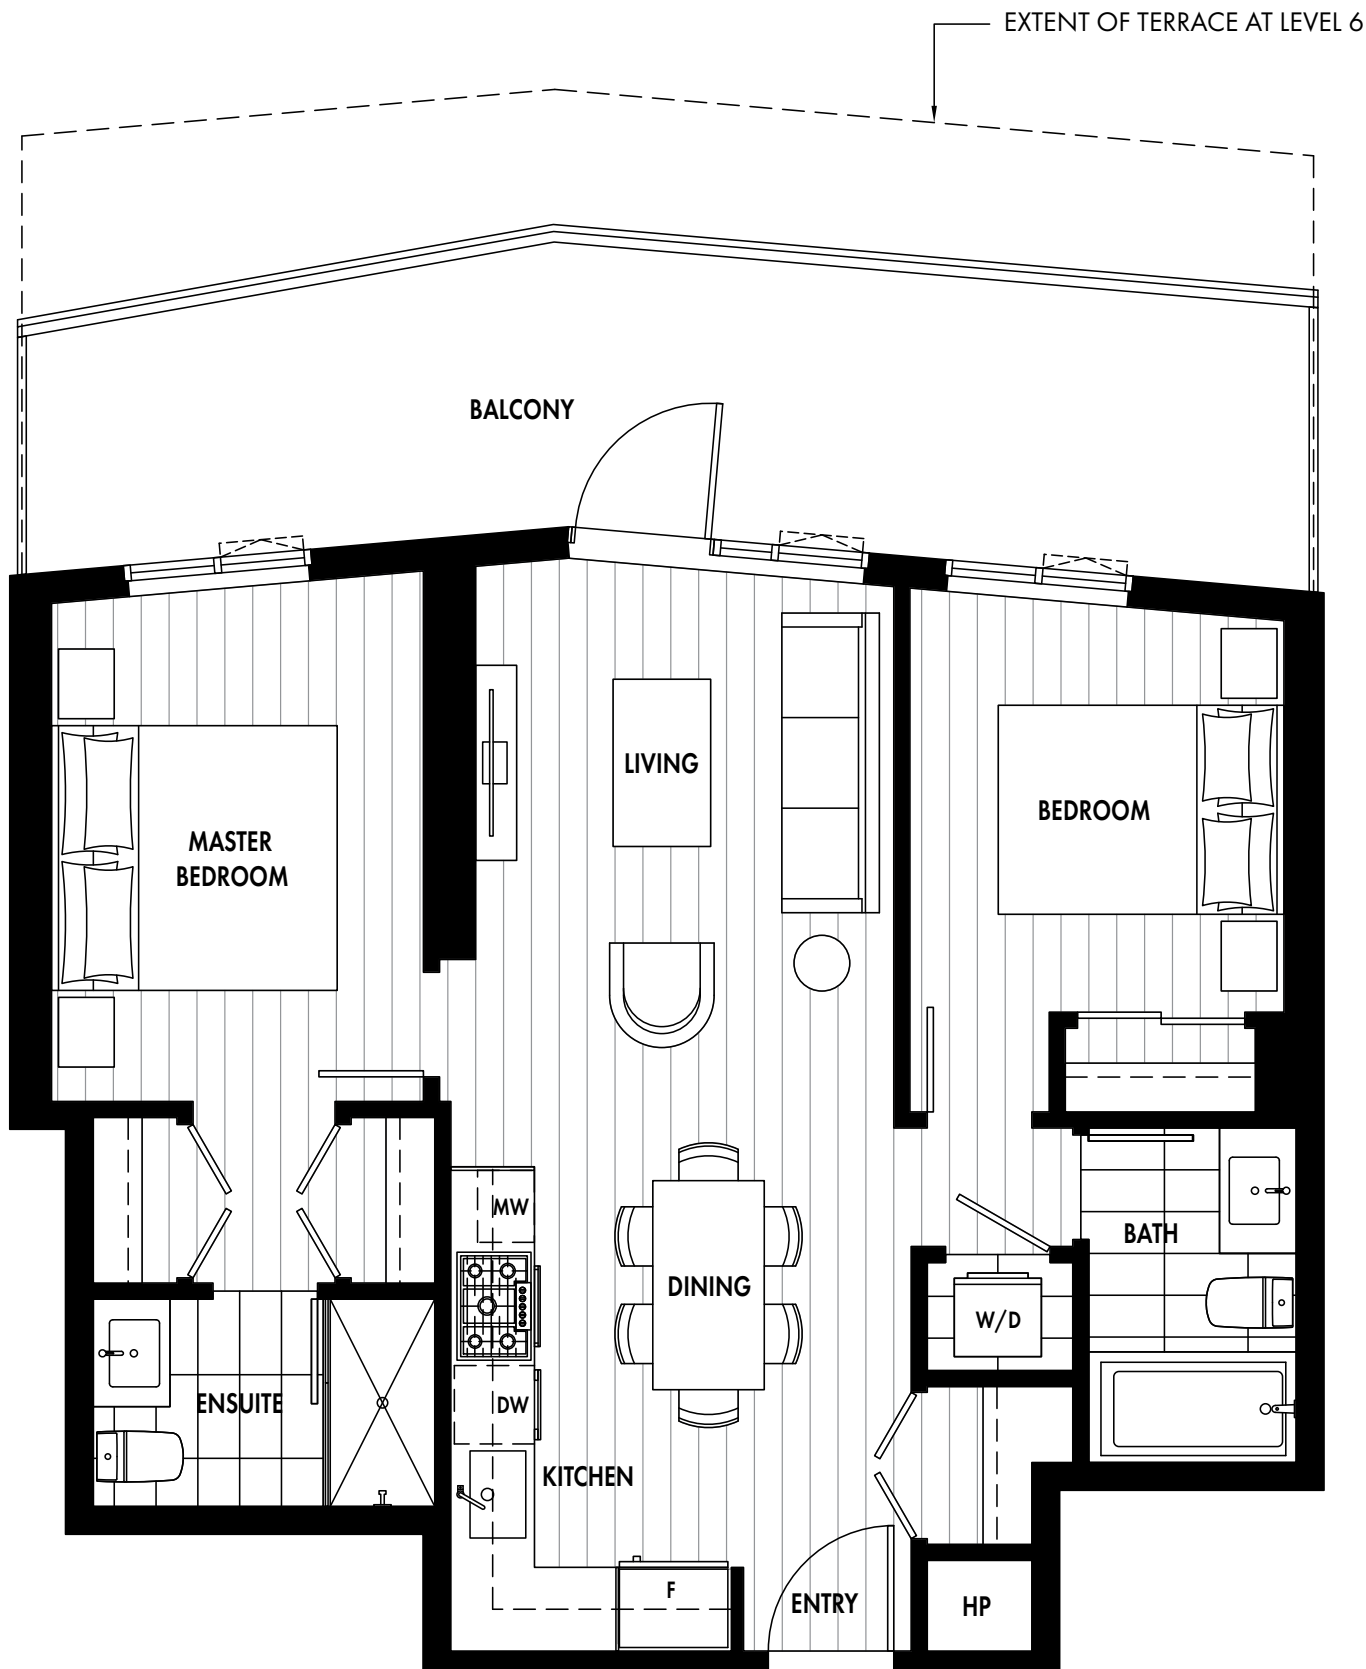 EXTENT OF TERRACE AT LEVEL 6
BALCONY
LIVING
BEDROOM
MASTER
BEDROOM
MW
BATH
DINING
W/D
ENSUITE
DW
KITCHEN
F
ENTRY
HP